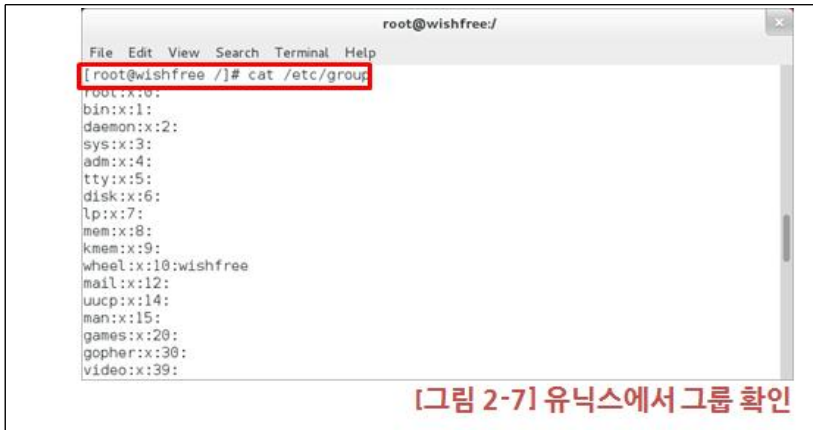 root@wishfree:/
File Edit View Search Terminal Help
[root@wishfree /]# cat /etc/group
root:x:0:
bin:x:1:
daemon:x:2:
sys:x:3:
adm:x:4:
tty:x:5:
disk:x:6:
lp:x:7:
mem:x:8:
kmem:x:9:
wheel:x:10:wishfree
mail:x:12:
uucp:x:14:
man:x:15:
games:x:20:
gopher:x:30:
video:x:39:
[그림 2-7] 유닉스에서 그룹 확인